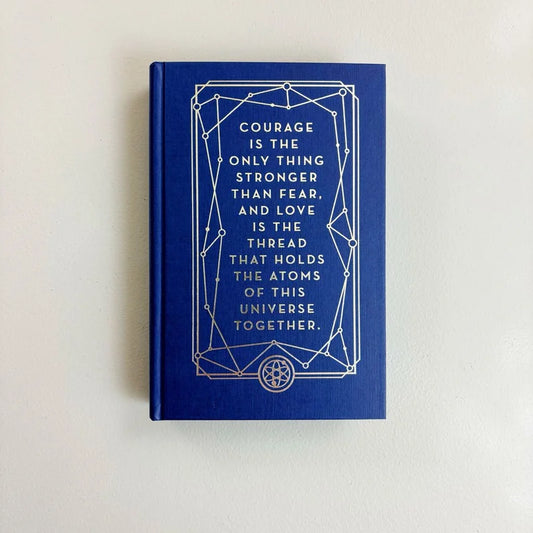 COURAGE
IS THE
ONLY THING
STRONGER
THAN FEAR,
AND LOVE
IS THE
THREAD
THAT HOLDS
THE ATOMS
OF THIS
UNIVERSE
TOGETHER.